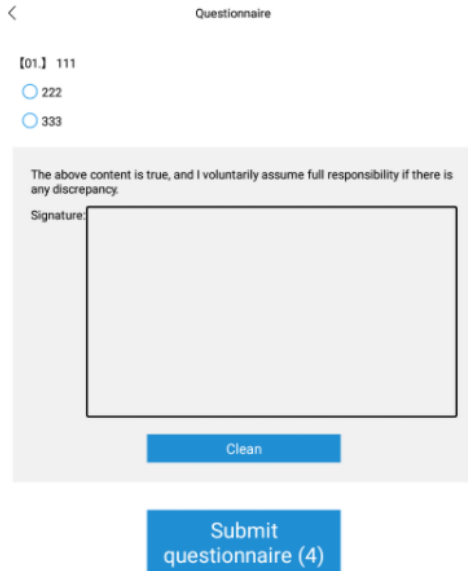 Questionnaire
【01.】 111
222
333
The above content is true, and I voluntarily assume full responsibility if there is
any discrepancy.
Signature:
Clean
Submit
questionnaire (4)